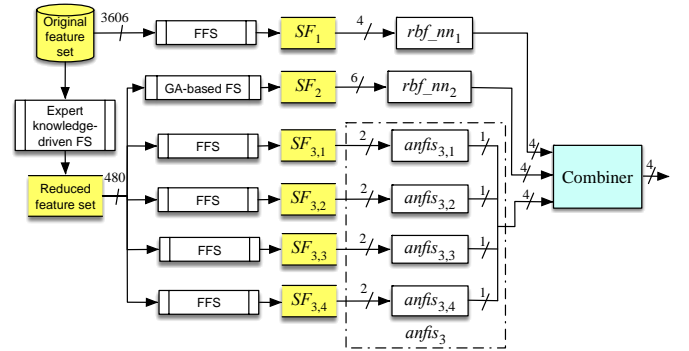 Original feature set
3606
FFS
SF1
4
rbf_nn1
GA-based FS
SF2
6
rbf_nn2
Expert knowledge-driven FS
Reduced feature set
480
FFS
SF3,1
2
anfis3,1
1
FFS
SF3,2
2
anfis3,2
1
FFS
SF3,3
2
anfis3,3
1
FFS
SF3,4
2
anfis3,4
1
anfis3
4
4
4
Combiner
4